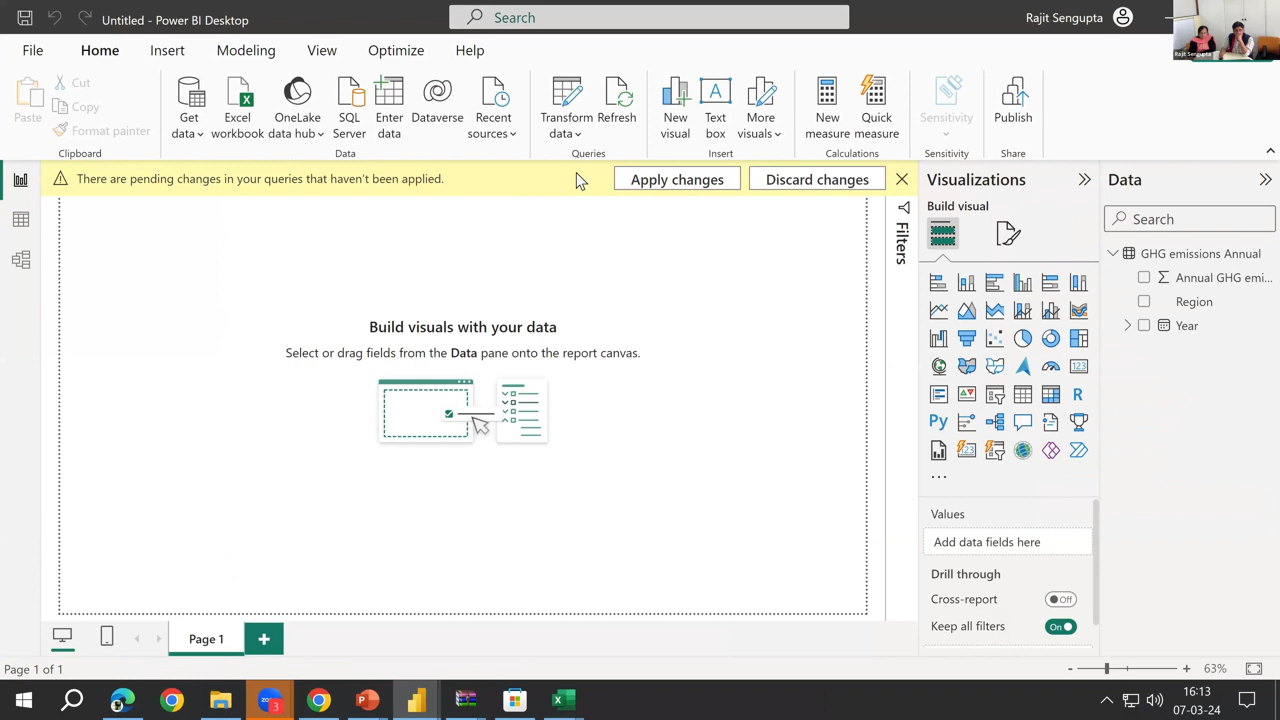 Untitled - Power BI Desktop
Search
Rajit Sengupta
Rajit Sengupta
File
Home
Insert
Modeling
View
Optimize
Help
Paste
Cut
Copy
Format painter
Get data
Excel workbook
OneLake data hub
SQL Server
Enter data
Dataverse
Recent sources
Transform data
Refresh
New visual
Text box
More visuals
New measure
Quick measure
Sensitivity
Publish
Clipboard
Data
Queries
Insert
Calculations
Sensitivity
Share
There are pending changes in your queries that haven't been applied.
Apply changes
Discard changes
Filters
Build visuals with your data
Select or drag fields from the Data pane onto the report canvas.
Visualizations
Build visual
Py
R
123
123
Values
Add data fields here
Drill through
Cross-report
Off
Keep all filters
On
Data
Search
GHG emissions Annual
Annual GHG emi...
Region
Year
Page 1
Page 1 of 1
63%
zoom
3
16:13
07-03-24